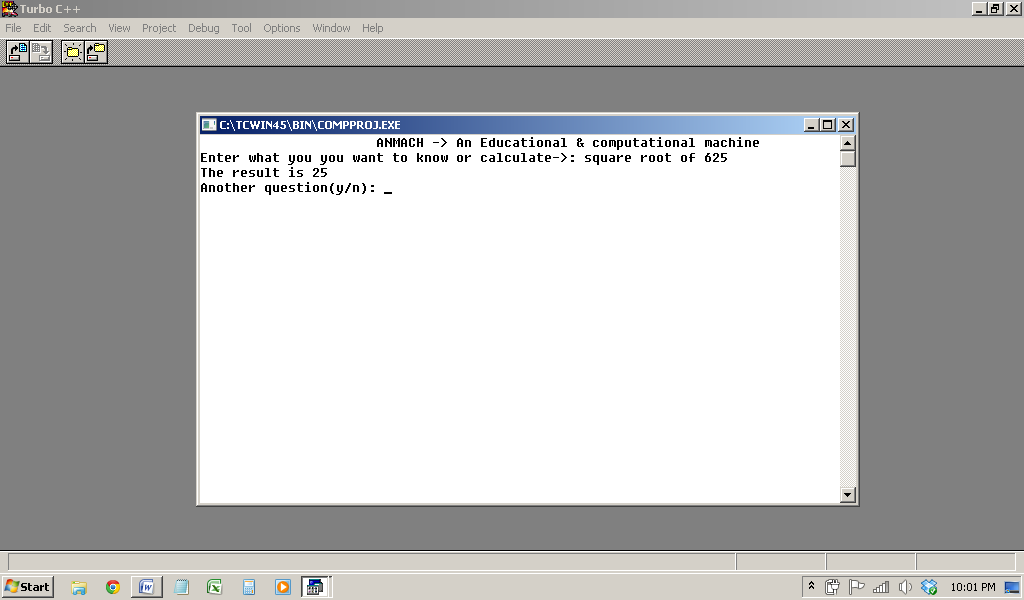 Turbo C++
File Edit Search View Project Debug Tool Options Window Help
C:\TCWIN45\BIN\COMPPROJ.EXE
ANMACH -> An Educational & computational machine
Enter what you you want to know or calculate->: square root of 625
The result is 25
Another question(y/n): _
Start
10:01 PM